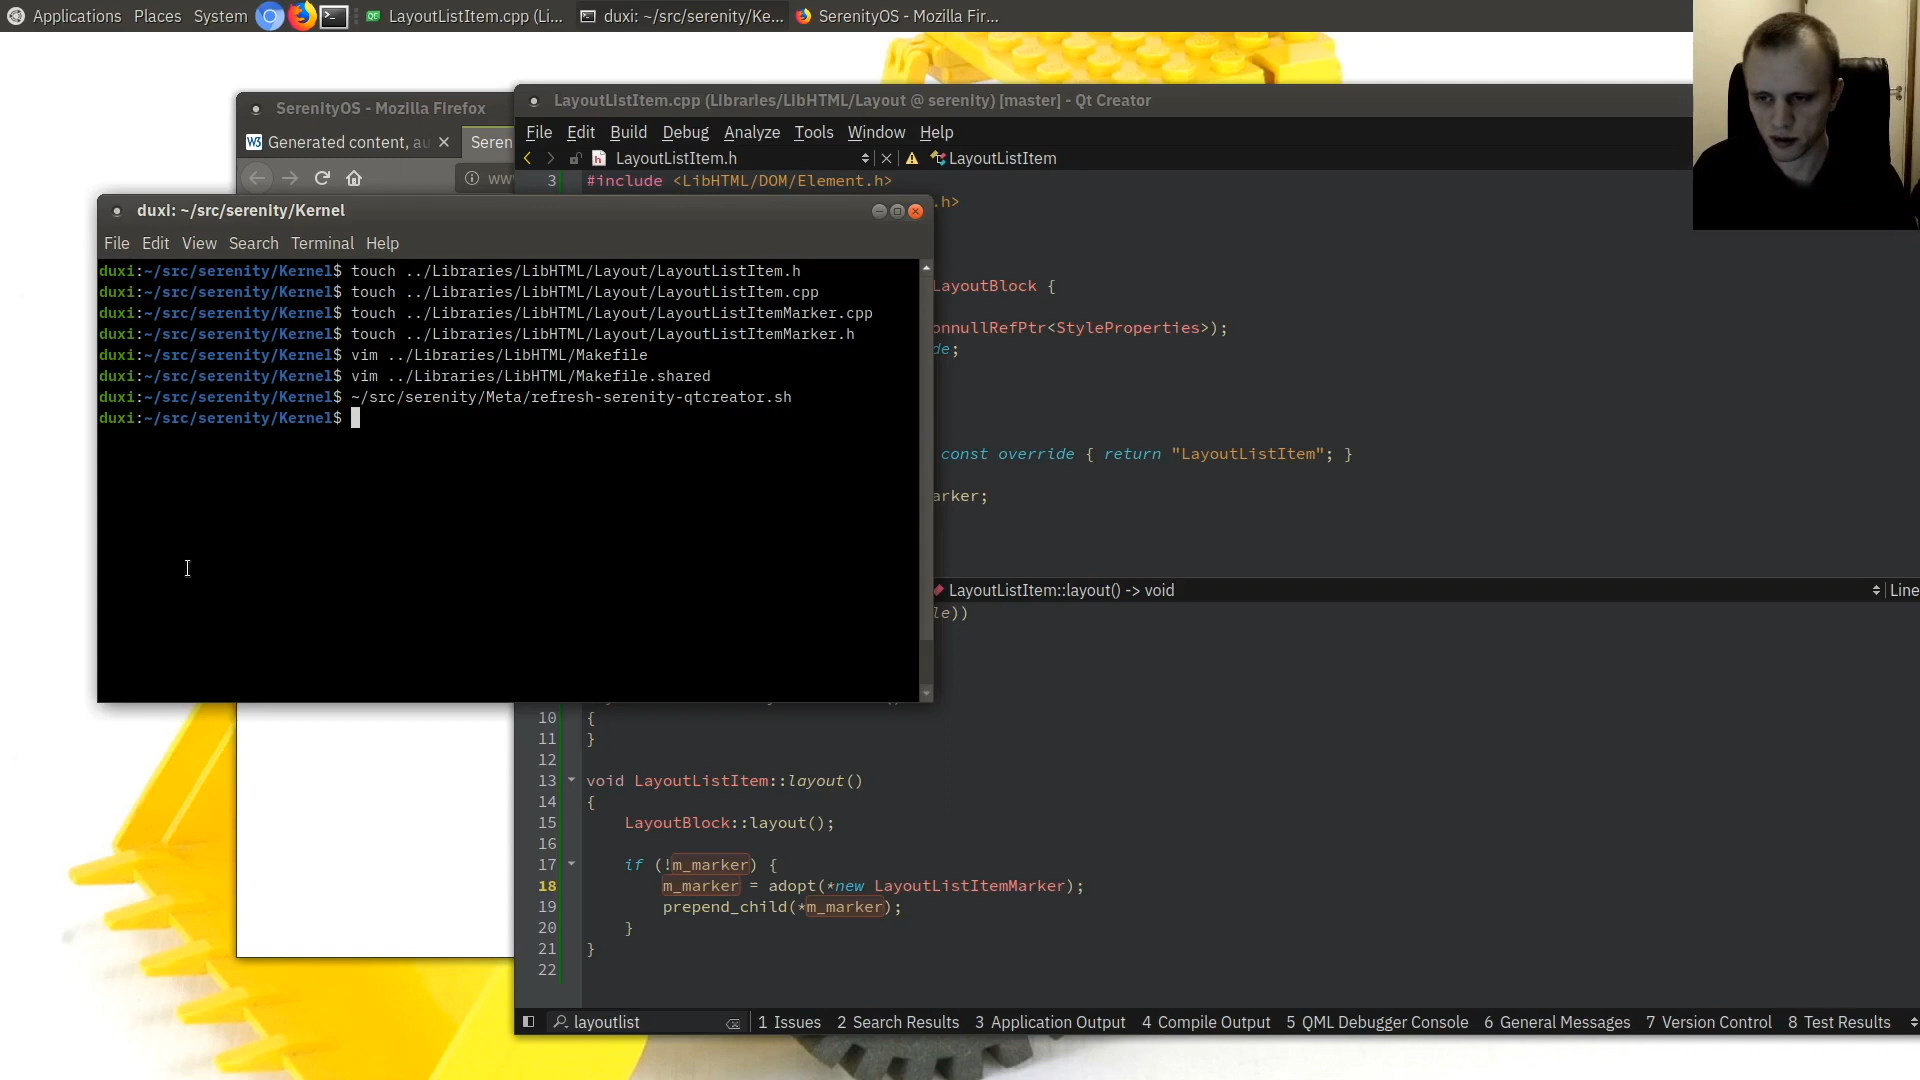 Applications Places System LayoutListItem.cpp (Li... duxi: ~/src/serenity/Ke... SerenityOS - Mozilla Fir...
SerenityOS - Mozilla Firefox
Generated content, au
Seren
ww
LayoutListItem.cpp (Libraries/LibHTML/Layout @ serenity) [master] - Qt Creator
File Edit Build Debug Analyze Tools Window Help
LayoutListItem.h LayoutListItem
3 #include <LibHTML/DOM/Element.h>
.h>
LayoutBlock {
onnullRefPtr<StyleProperties>);
de;
const override { return "LayoutListItem"; }
arker;
duxi: ~/src/serenity/Kernel
File Edit View Search Terminal Help
duxi:~/src/serenity/Kernel$ touch ../Libraries/LibHTML/Layout/LayoutListItem.h
duxi:~/src/serenity/Kernel$ touch ../Libraries/LibHTML/Layout/LayoutListItem.cpp
duxi:~/src/serenity/Kernel$ touch ../Libraries/LibHTML/Layout/LayoutListItemMarker.cpp
duxi:~/src/serenity/Kernel$ touch ../Libraries/LibHTML/Layout/LayoutListItemMarker.h
duxi:~/src/serenity/Kernel$ vim ../Libraries/LibHTML/Makefile
duxi:~/src/serenity/Kernel$ vim ../Libraries/LibHTML/Makefile.shared
duxi:~/src/serenity/Kernel$ ~/src/serenity/Meta/refresh-serenity-qtcreator.sh
duxi:~/src/serenity/Kernel$
LayoutListItem::layout() -> void Line
le))
10 {
11 }
12
13 void LayoutListItem::layout()
14 {
15 LayoutBlock::layout();
16
17 if (!m_marker) {
18 m_marker = adopt(*new LayoutListItemMarker);
19 prepend_child(*m_marker);
20 }
21 }
22
layoutlist 1 Issues 2 Search Results 3 Application Output 4 Compile Output 5 QML Debugger Console 6 General Messages 7 Version Control 8 Test Results